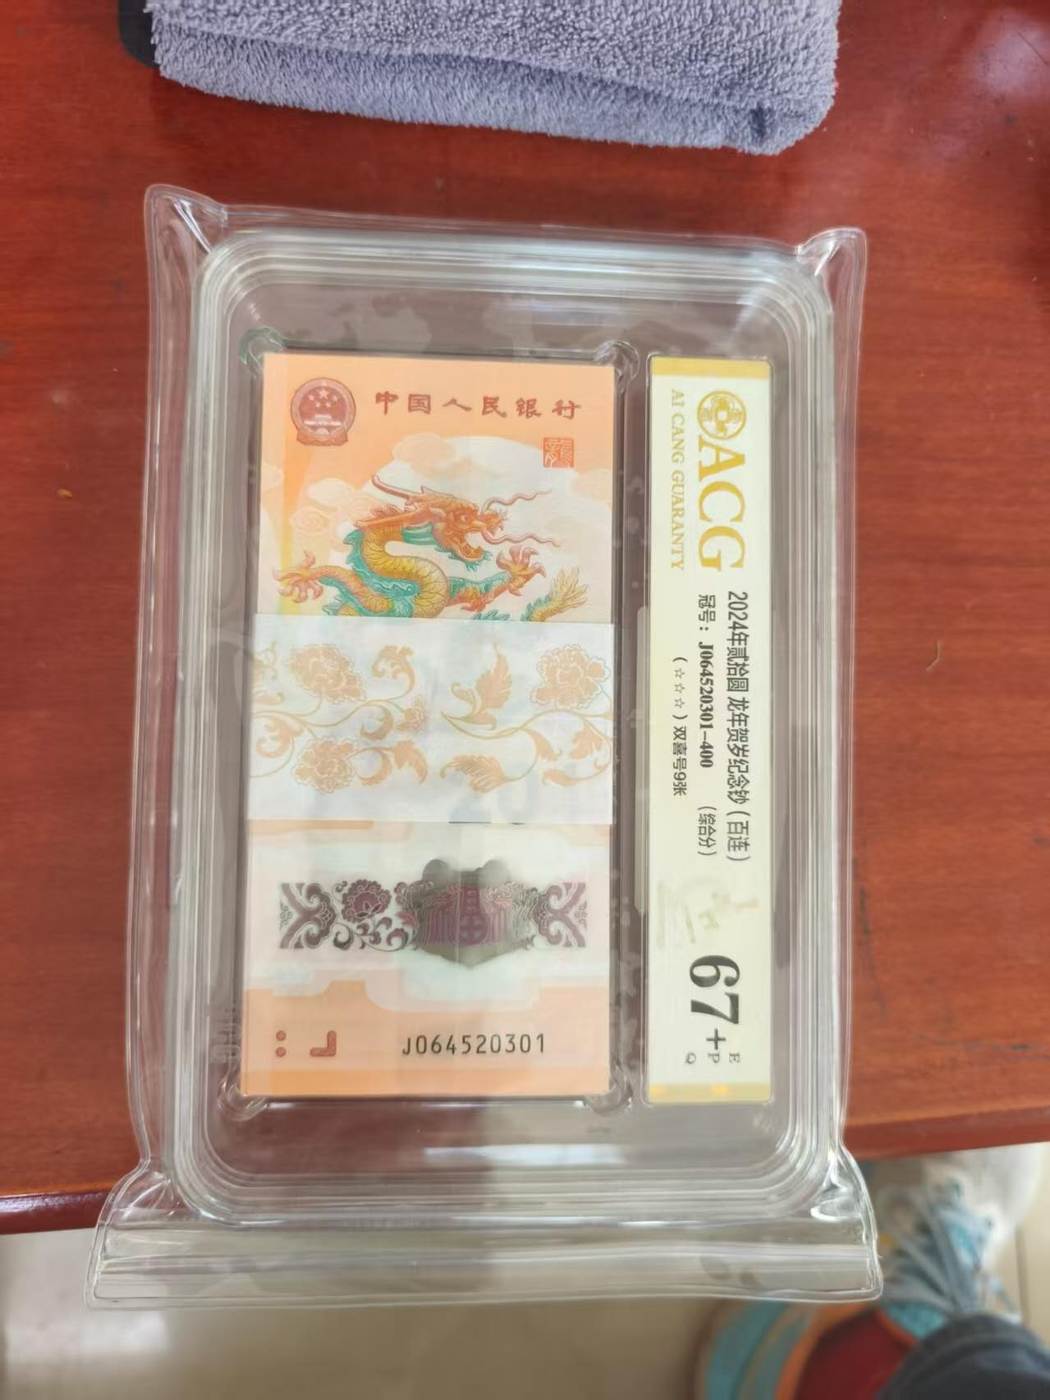 中国人民银行
J064520301
ACG
AI CANG GUARANTY
2024年贰拾圆 龙年贺岁纪念钞（百连）
冠号：J064520301-400 （综合分）
（☆☆☆）双喜号9张
67+
EPQ